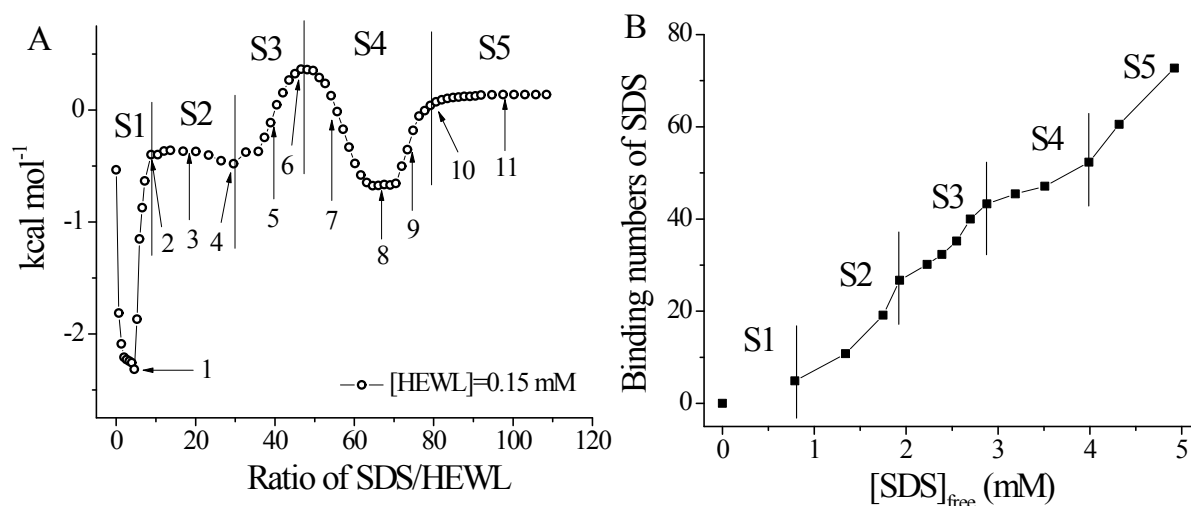 A
kcal mol-1
0
-1
-2
S1
S2
S3
S4
S5
1
2
3
4
5
6
7
8
9
10
11
[HEWL]=0.15 mM
0 20 40 60 80 100 120
Ratio of SDS/HEWL
B
Binding numbers of SDS
80
60
40
20
0
S1
S2
S3
S4
S5
0 1 2 3 4 5
[SDS]free (mM)